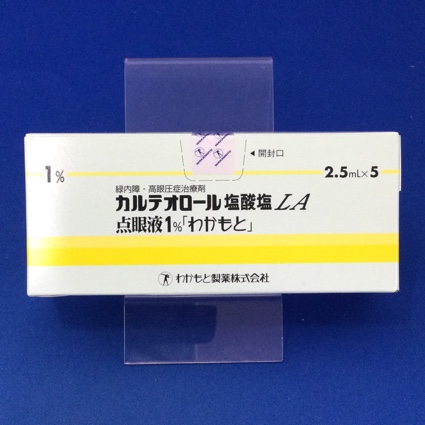 ◀ 開封口
1%
2.5mL×5
緑内障・高眼圧症治療剤
カルテオロール塩酸塩LA
点眼液1%「わかもと」
わかもと製薬株式会社